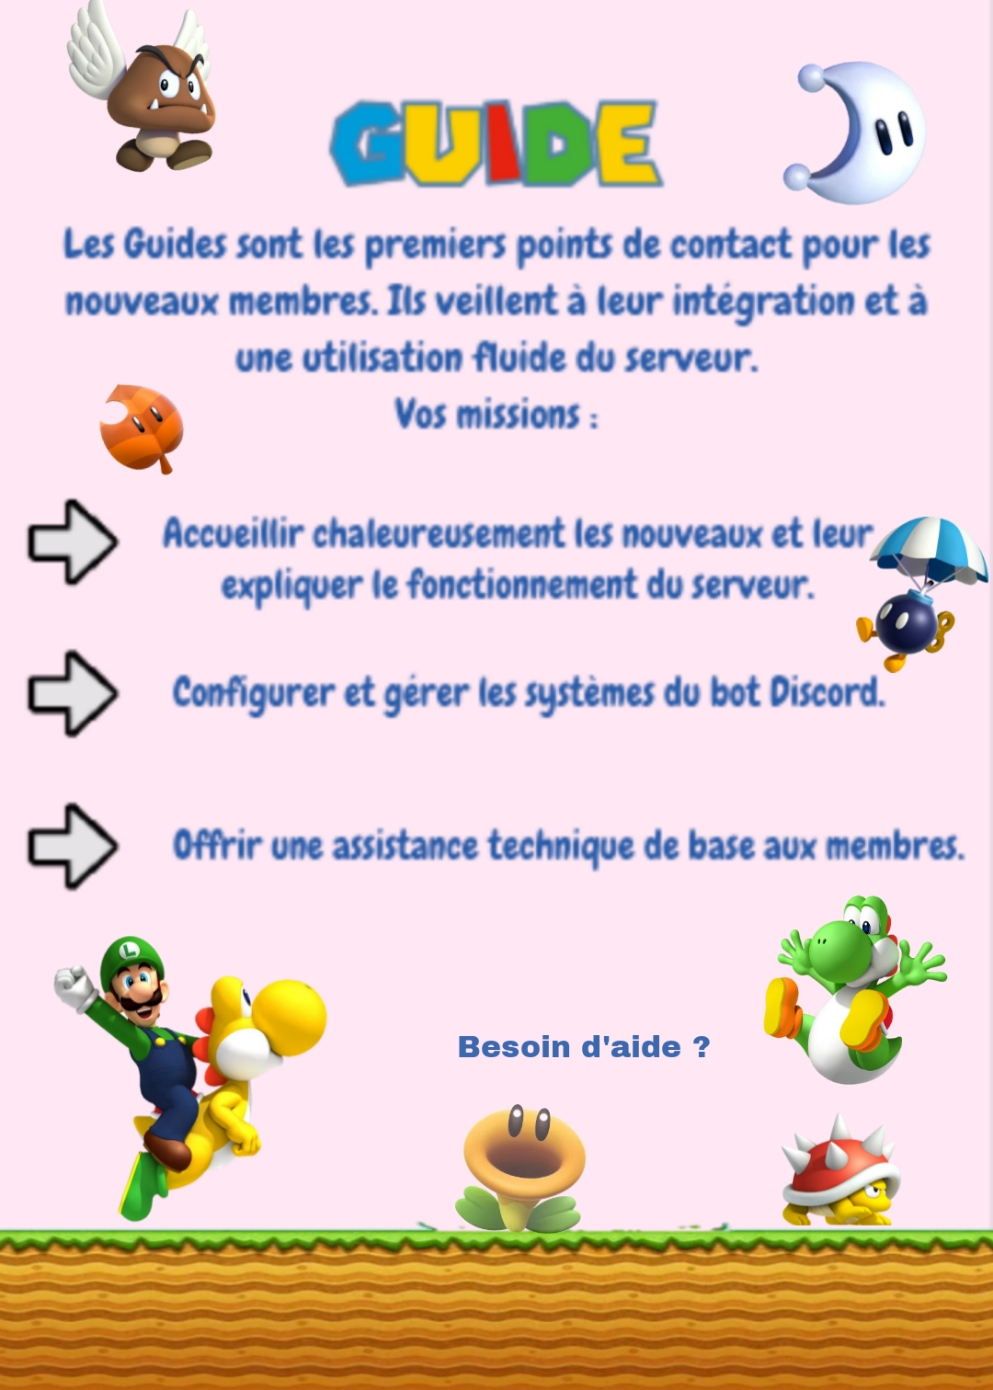 GUIDE
Les Guides sont les premiers points de contact pour les
nouveaux membres. Ils veillent à leur intégration et à
une utilisation fluide du serveur.
Vos missions :
Accueillir chaleureusement les nouveaux et leur
expliquer le fonctionnement du serveur.
Configurer et gérer les systèmes du bot Discord.
Offrir une assistance technique de base aux membres.
L
Besoin d'aide ?